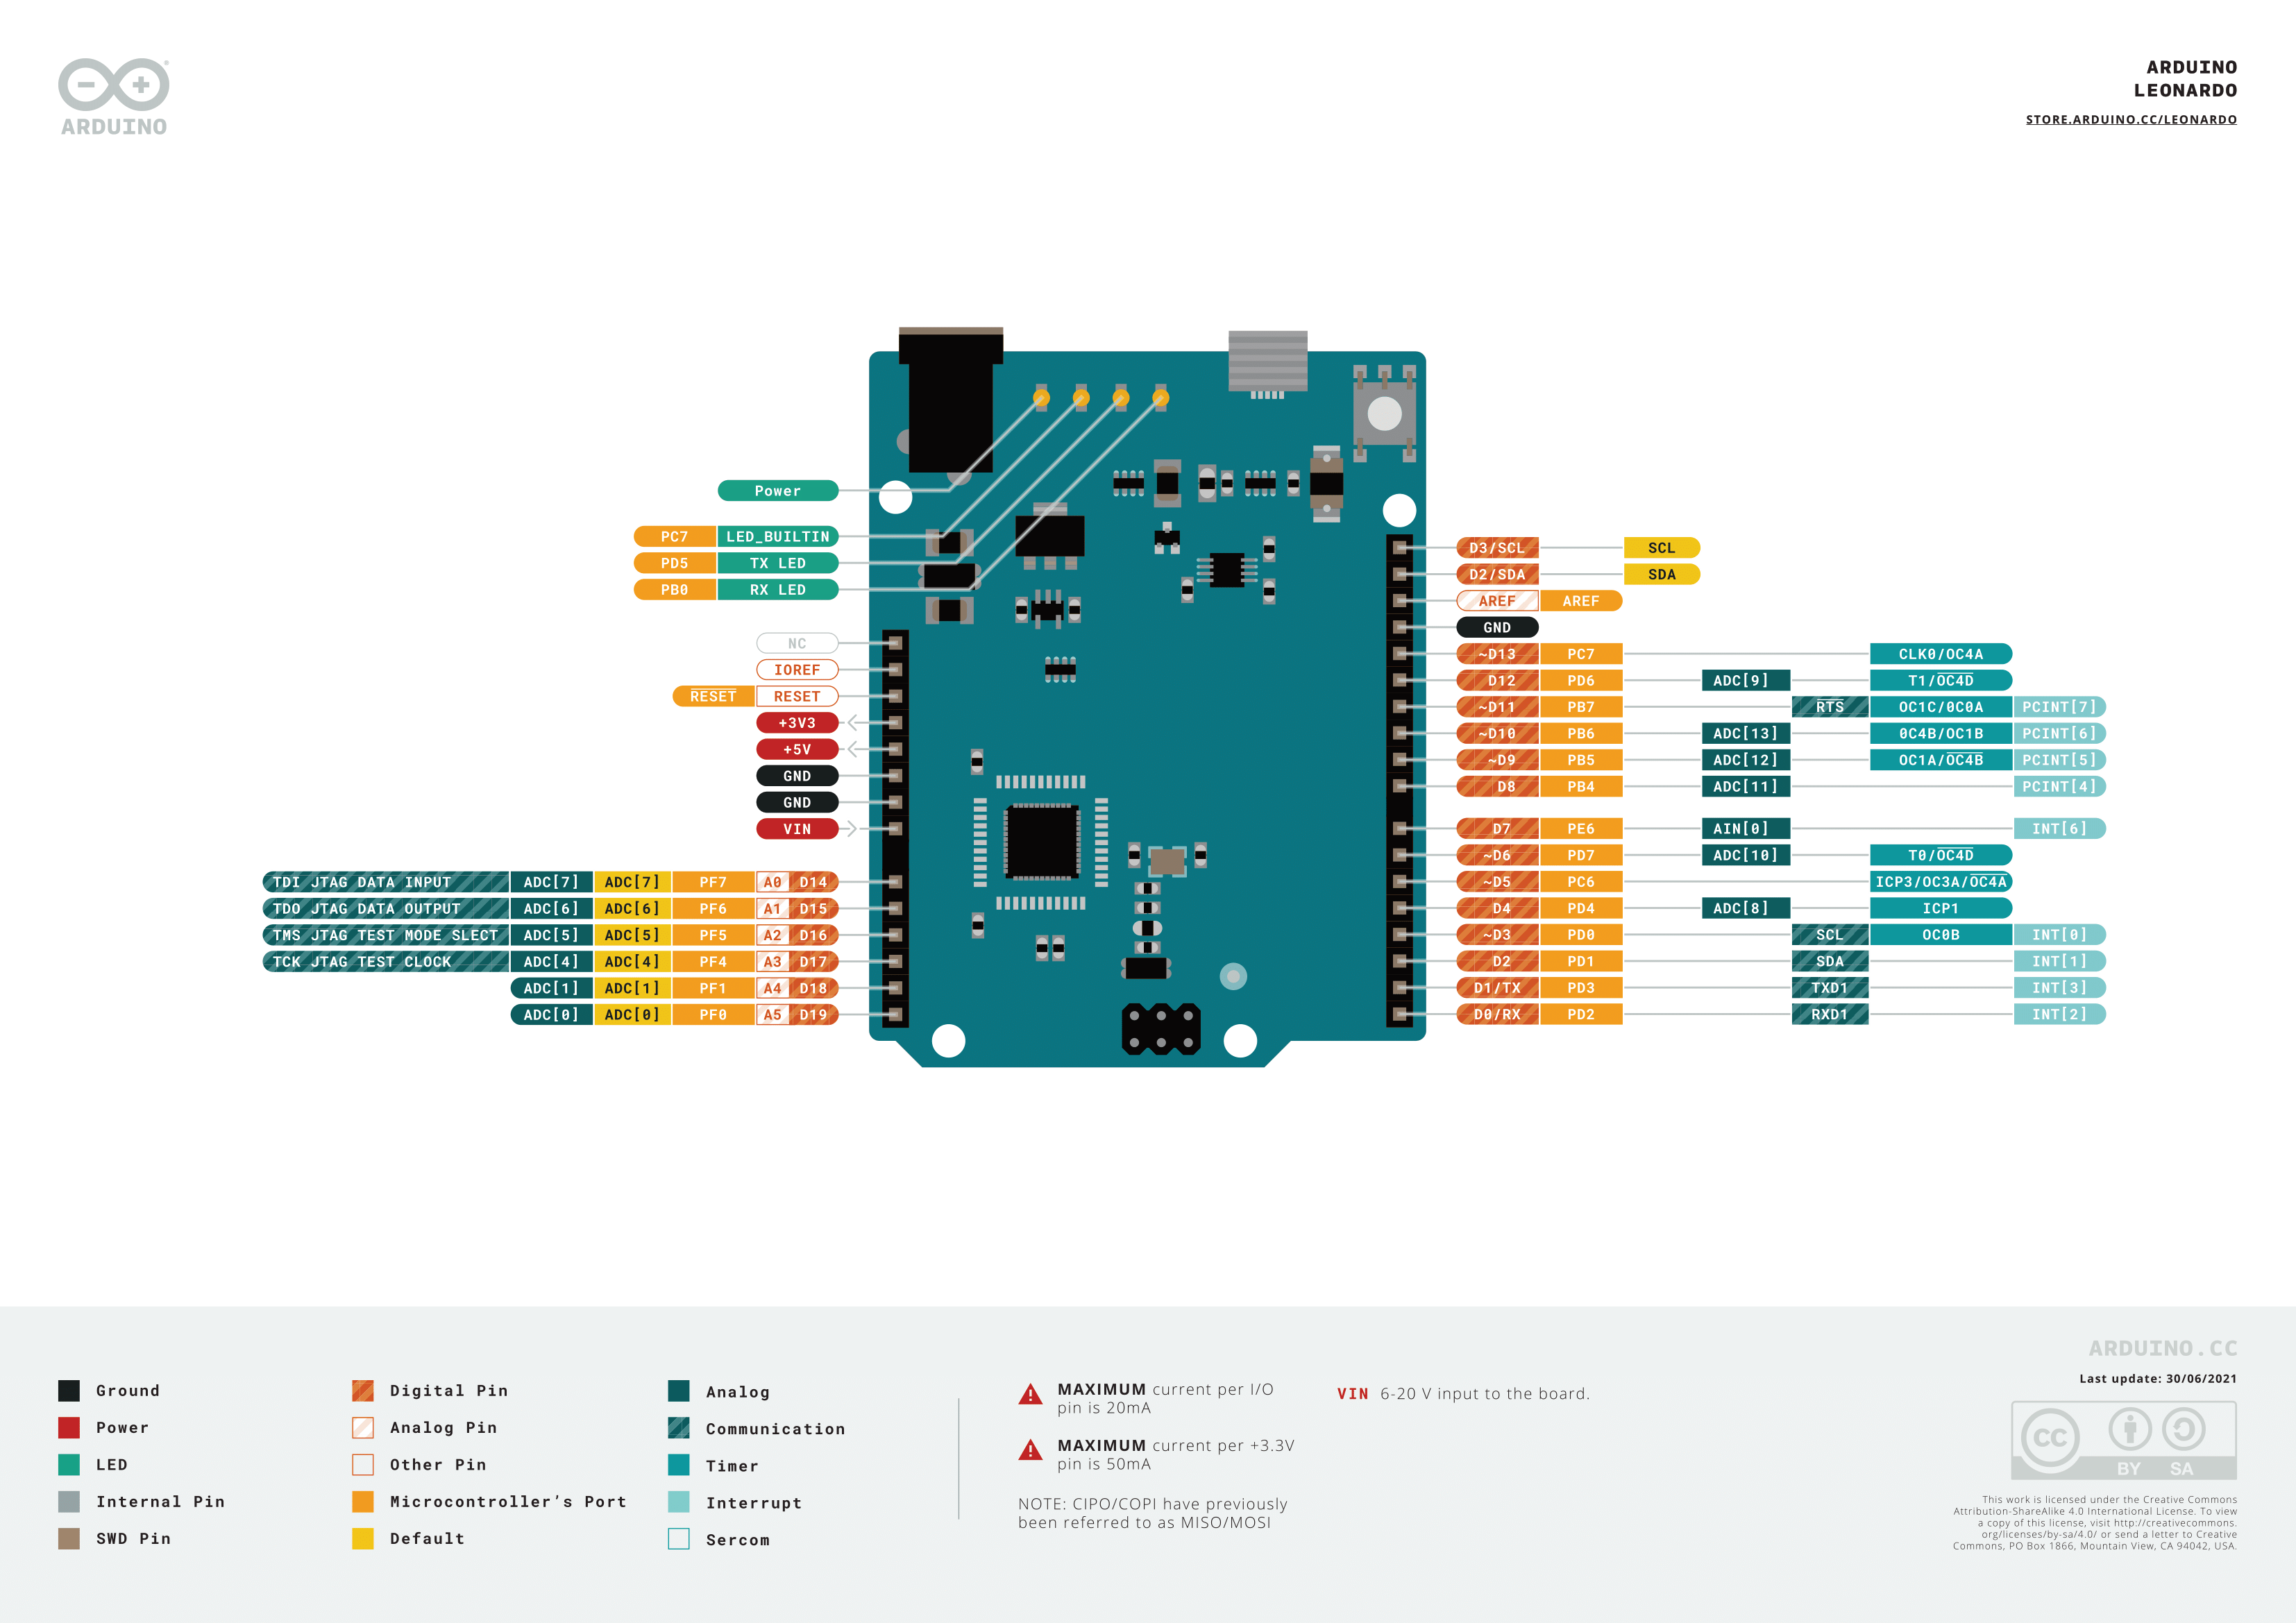 ARDUINO
ARDUINO
LEONARDO
STORE.ARDUINO.CC/LEONARDO
Power
PC7 LED_BUILTIN
PD5 TX LED
PB0 RX LED
NC
IOREF
RESET RESET
+3V3
+5V
GND
GND
VIN
TDI JTAG DATA INPUT ADC[7] ADC[7] PF7 A0 D14
TDO JTAG DATA OUTPUT ADC[6] ADC[6] PF6 A1 D15
TMS JTAG TEST MODE SLECT ADC[5] ADC[5] PF5 A2 D16
TCK JTAG TEST CLOCK ADC[4] ADC[4] PF4 A3 D17
ADC[1] ADC[1] PF1 A4 D18
ADC[0] ADC[0] PF0 A5 D19
D3/SCL SCL
D2/SDA SDA
AREF AREF
GND
~D13 PC7 CLK0/OC4A
D12 PD6 ADC[9] T1/OC4D
~D11 PB7 RTS OC1C/0C0A PCINT[7]
~D10 PB6 ADC[13] 0C4B/OC1B PCINT[6]
~D9 PB5 ADC[12] OC1A/OC4B PCINT[5]
D8 PB4 ADC[11] PCINT[4]
D7 PE6 AIN[0] INT[6]
~D6 PD7 ADC[10] T0/OC4D
~D5 PC6 ICP3/OC3A/OC4A
D4 PD4 ADC[8] ICP1
~D3 PD0 SCL OC0B INT[0]
D2 PD1 SDA INT[1]
D1/TX PD3 TXD1 INT[3]
D0/RX PD2 RXD1 INT[2]
Ground
Power
LED
Internal Pin
SWD Pin
Digital Pin
Analog Pin
Other Pin
Microcontroller's Port
Default
Analog
Communication
Timer
Interrupt
Sercom
MAXIMUM current per I/O
pin is 20mA
MAXIMUM current per +3.3V
pin is 50mA
NOTE: CIPO/COPI have previously
been referred to as MISO/MOSI
VIN 6-20 V input to the board.
ARDUINO.CC
Last update: 30/06/2021
CC
BY SA
This work is licensed under the Creative Commons
Attribution-ShareAlike 4.0 International License. To view
a copy of this license, visit http://creativecommons.
org/licenses/by-sa/4.0/ or send a letter to Creative
Commons, PO Box 1866, Mountain View, CA 94042, USA.